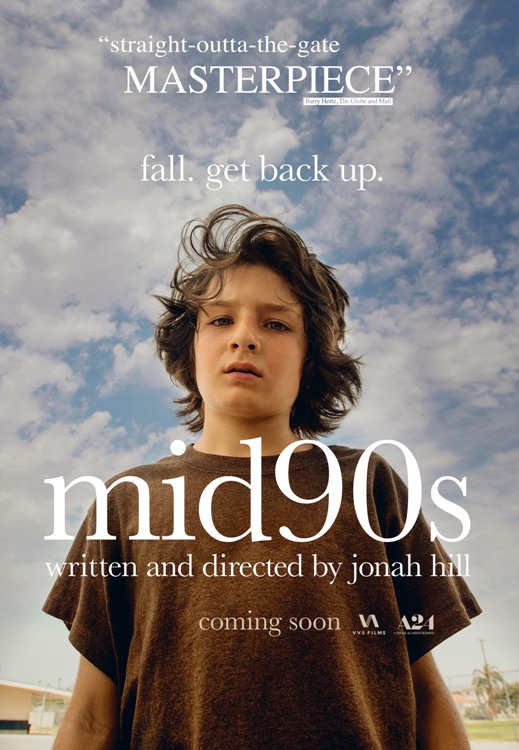 “straight-outta-the-gate
MASTERPIECE”
Barry Hertz, The Globe and Mail
fall. get back up.
mid90s
written and directed by jonah hill
coming soon
VVS FILMS
A24